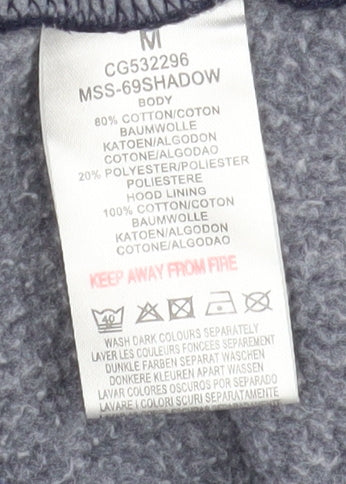 M
CG532296
MSS-69SHADOW
BODY
80% COTTON/COTON
BAUMWOLLE
KATOEN/ALGODON
COTONE/ALGODAO
20% POLYESTER/POLIESTER
POLIESTERE
HOOD LINING
100% COTTON/COTON
BAUMWOLLE
KATOEN/ALGODON
COTONE/ALGODAO
KEEP AWAY FROM FIRE
40
WASH DARK COLOURS SEPARATELY
LAVER LES COULEURS FONCEES SEPAREMENT
DUNKLE FARBEN SEPARAT WASCHEN
DONKERE KLEUREN APART WASSEN
LAVAR COLORES OSCUROS POR SEPARADO
LAVARE I COLORI SCURI SEPARATAMENTE